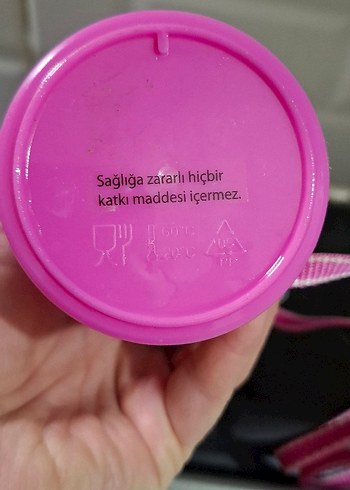 Sağlığa zararlı hiçbir
katkı maddesi içermez.